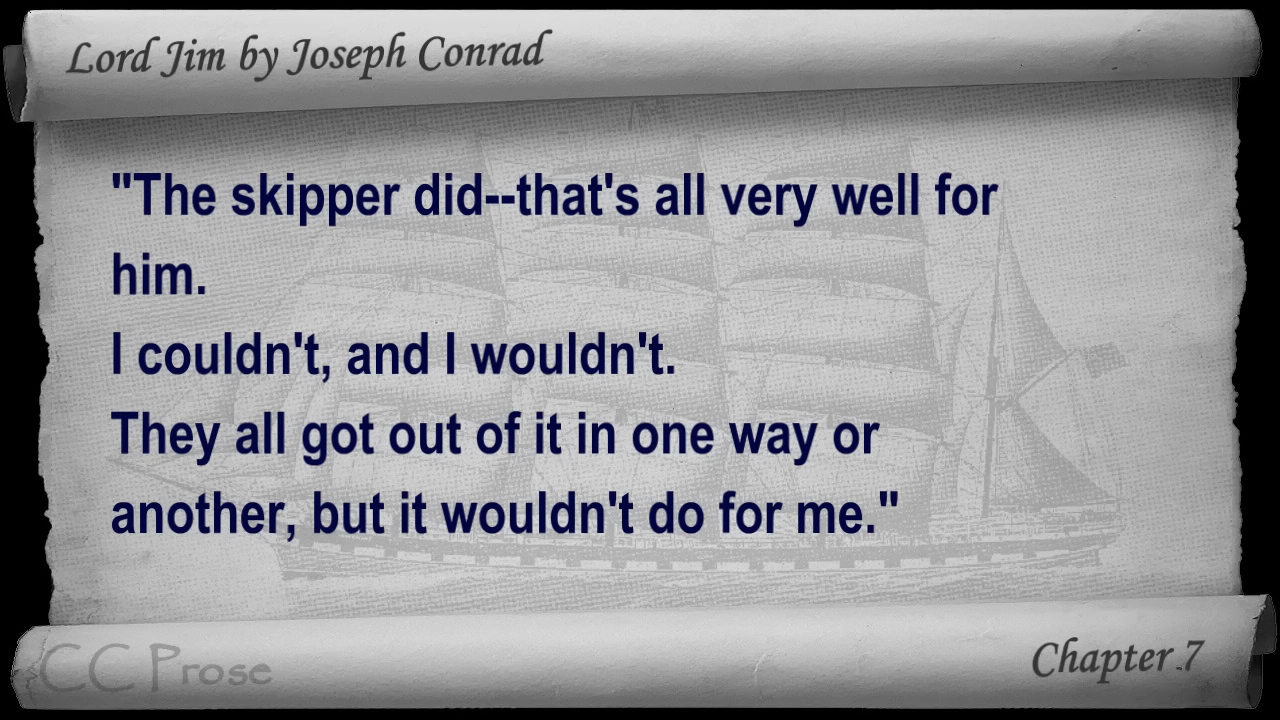 Lord Jim by Joseph Conrad
"The skipper did--that's all very well for
him.
I couldn't, and I wouldn't.
They all got out of it in one way or
another, but it wouldn't do for me."
CC Prose
Chapter 7